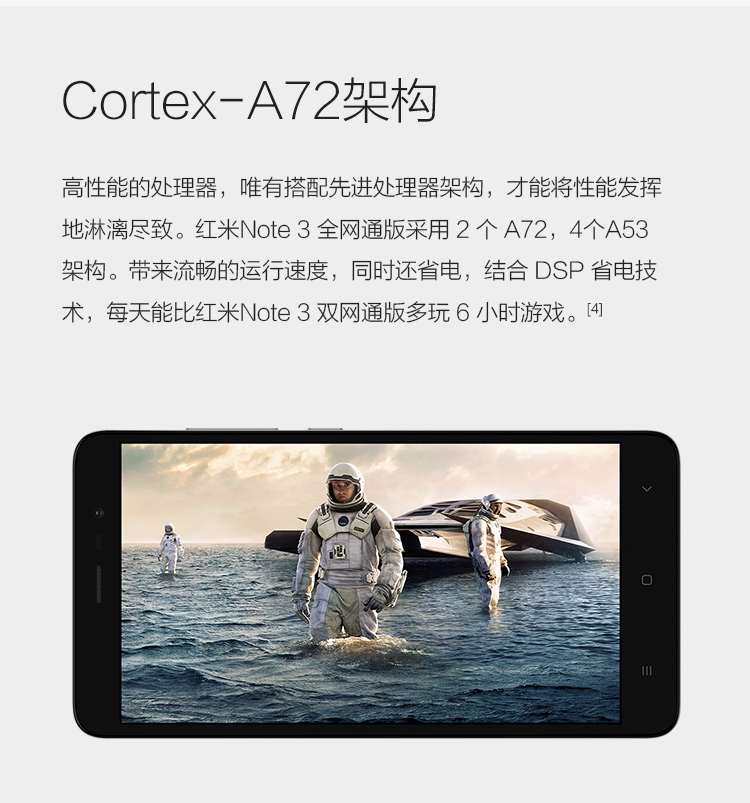 Cortex-A72架构
高性能的处理器，唯有搭配先进处理器架构，才能将性能发挥
地淋漓尽致。红米Note 3 全网通版采用 2 个 A72，4个A53
架构。带来流畅的运行速度，同时还省电，结合 DSP 省电技
术，每天能比红米Note 3 双网通版多玩 6 小时游戏。[4]